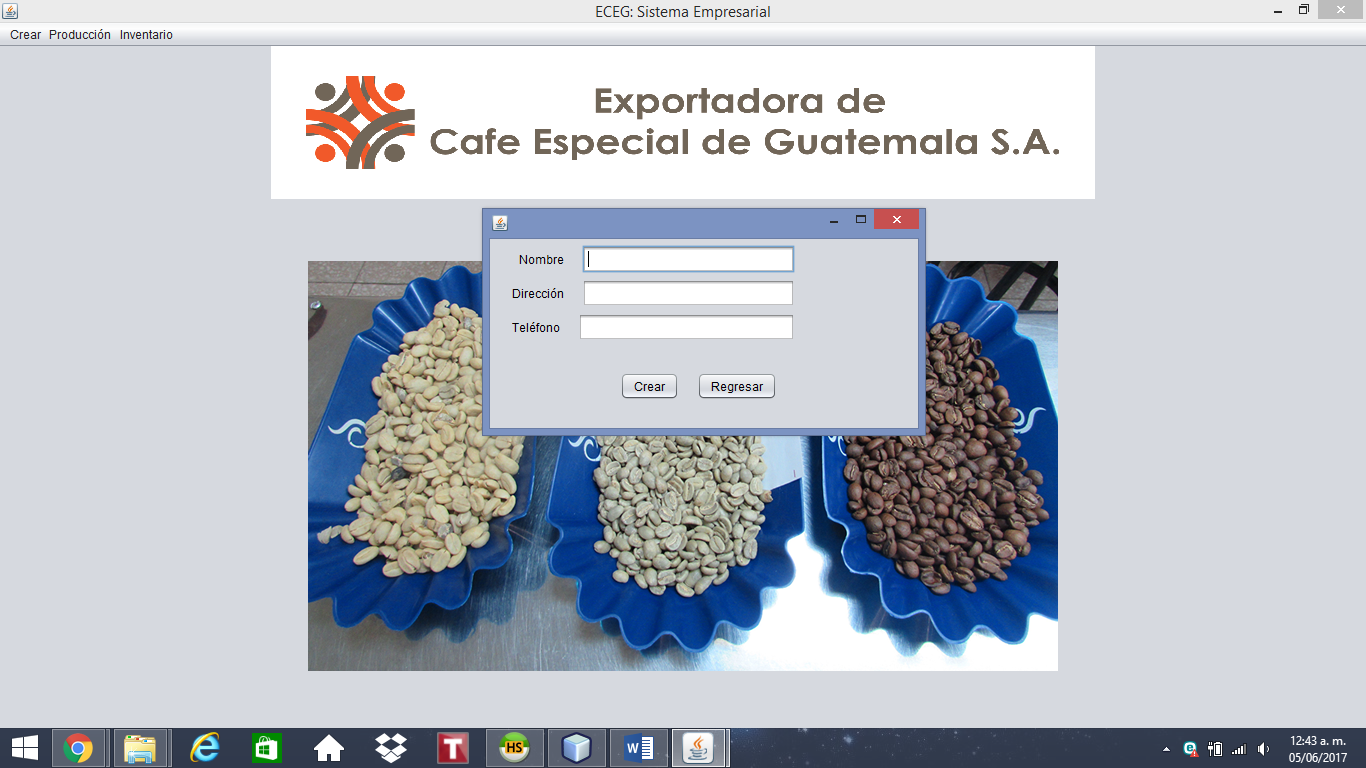 ECEG: Sistema Empresarial
Crear Producción Inventario
Exportadora de
Cafe Especial de Guatemala S.A.
Nombre
Dirección
Teléfono
Crear Regresar
T HS W
12:43 a. m.
05/06/2017